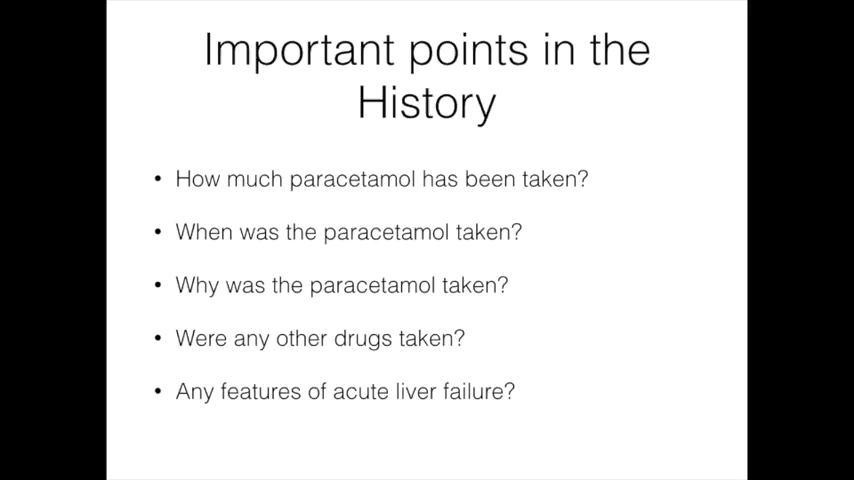 Important points in the
History
• How much paracetamol has been taken?
• When was the paracetamol taken?
• Why was the paracetamol taken?
• Were any other drugs taken?
• Any features of acute liver failure?